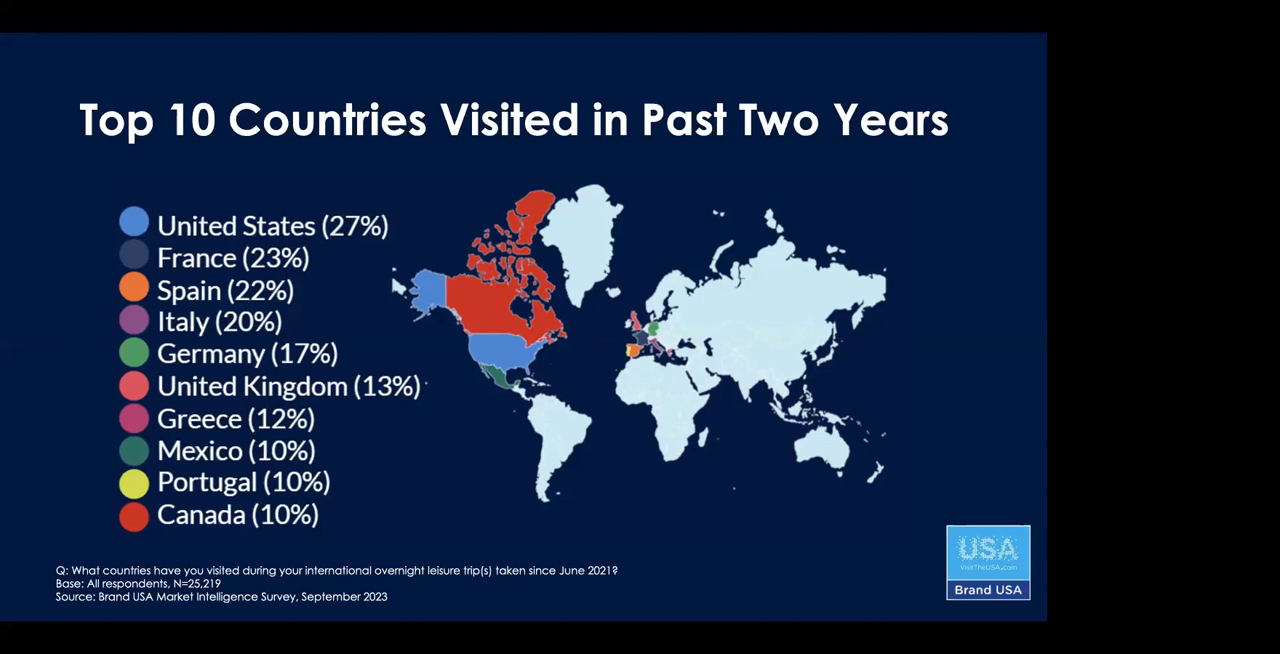 Top 10 Countries Visited in Past Two Years
United States (27%)
France (23%)
Spain (22%)
Italy (20%)
Germany (17%)
United Kingdom (13%)
Greece (12%)
Mexico (10%)
Portugal (10%)
Canada (10%)
Q: What countries have you visited during your international overnight leisure trip(s) taken since June 2021?
Base: All respondents, N=25,219
Source: Brand USA Market Intelligence Survey, September 2023
USA
VisitTheUSA.com
Brand USA